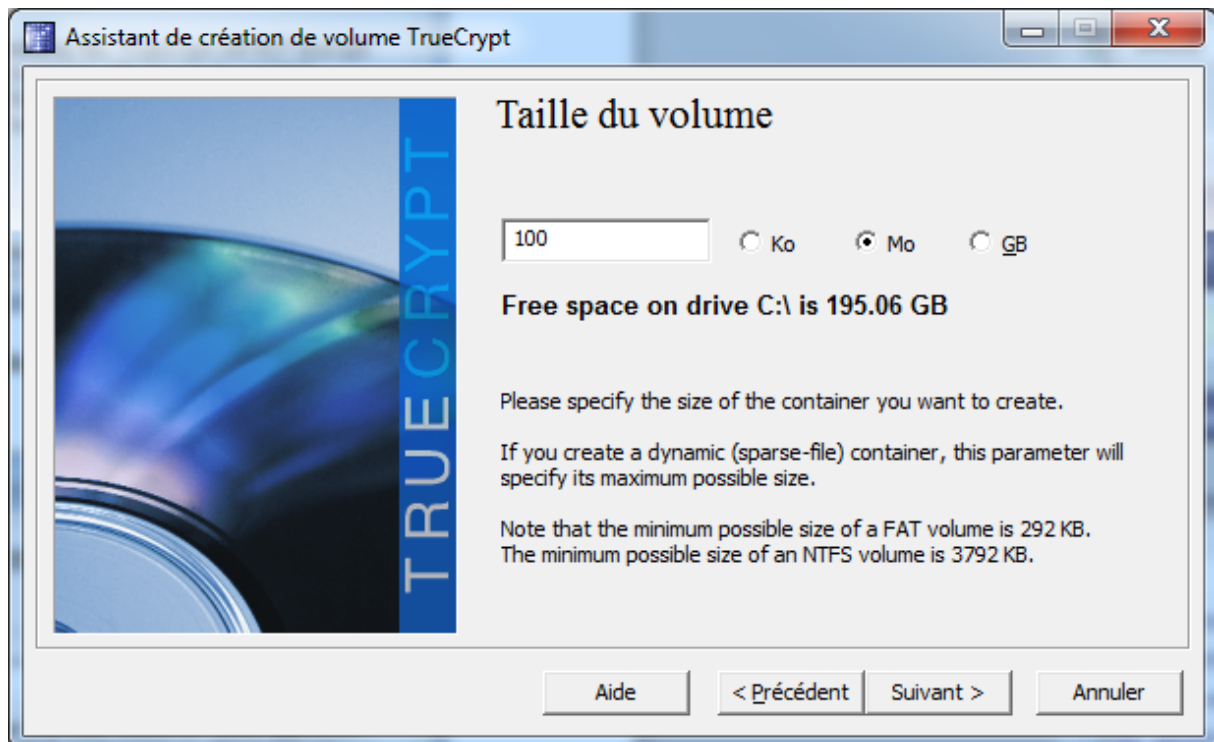 Assistant de création de volume TrueCrypt
TRUECRYPT
Taille du volume
100 Ko Mo GB
Free space on drive C:\ is 195.06 GB
Please specify the size of the container you want to create.
If you create a dynamic (sparse-file) container, this parameter will
specify its maximum possible size.
Note that the minimum possible size of a FAT volume is 292 KB.
The minimum possible size of an NTFS volume is 3792 KB.
Aide < Précédent Suivant > Annuler